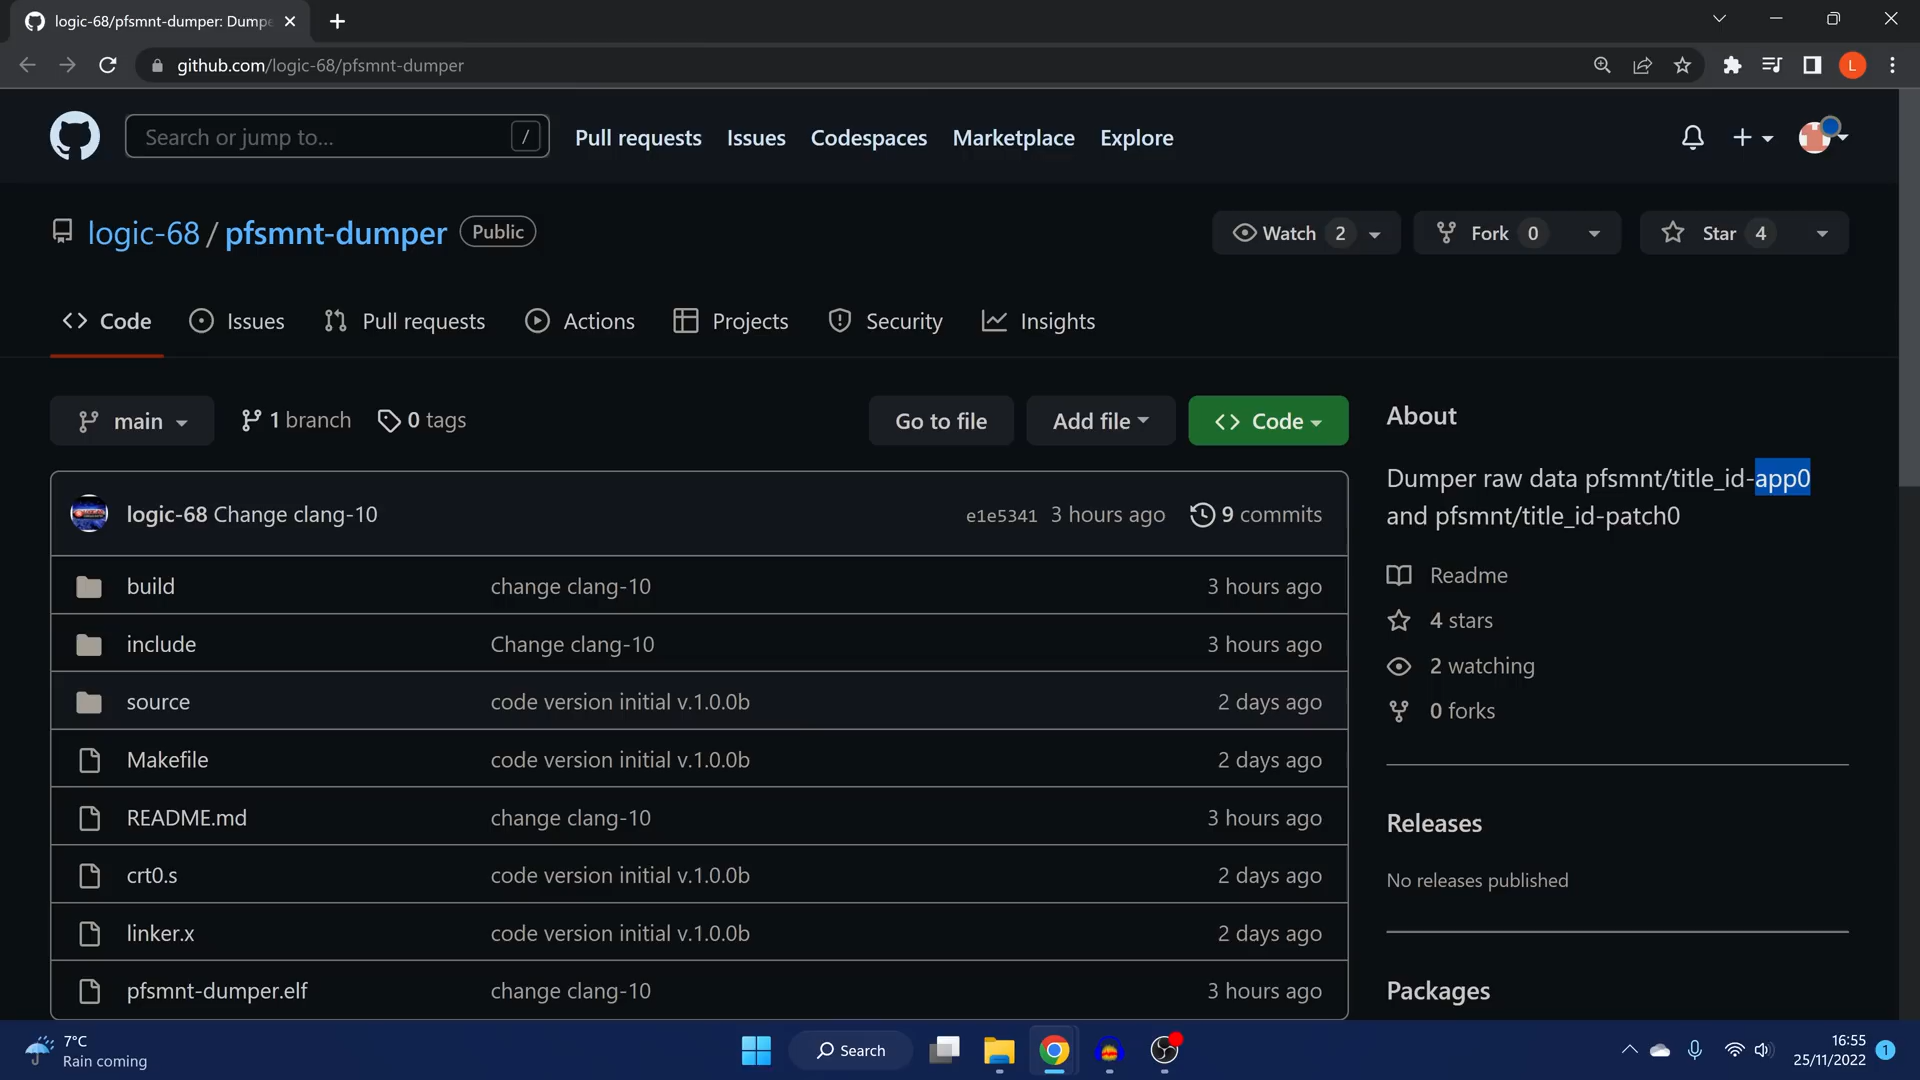 logic-68/pfsmnt-dumper: Dumpe
github.com/logic-68/pfsmnt-dumper
L
Search or jump to...
/
Pull requests
Issues
Codespaces
Marketplace
Explore
logic-68 / pfsmnt-dumper
Public
Watch 2
Fork 0
Star 4
Code
Issues
Pull requests
Actions
Projects
Security
Insights
main
1 branch
0 tags
Go to file
Add file
Code
logic-68 Change clang-10
e1e5341 3 hours ago
9 commits
build change clang-10 3 hours ago
include Change clang-10 3 hours ago
source code version initial v.1.0.0b 2 days ago
Makefile code version initial v.1.0.0b 2 days ago
README.md change clang-10 3 hours ago
crt0.s code version initial v.1.0.0b 2 days ago
linker.x code version initial v.1.0.0b 2 days ago
pfsmnt-dumper.elf change clang-10 3 hours ago
About
Dumper raw data pfsmnt/title_id-app0
and pfsmnt/title_id-patch0
Readme
4 stars
2 watching
0 forks
Releases
No releases published
Packages
7°C
Rain coming
Search
16:55
25/11/2022
1